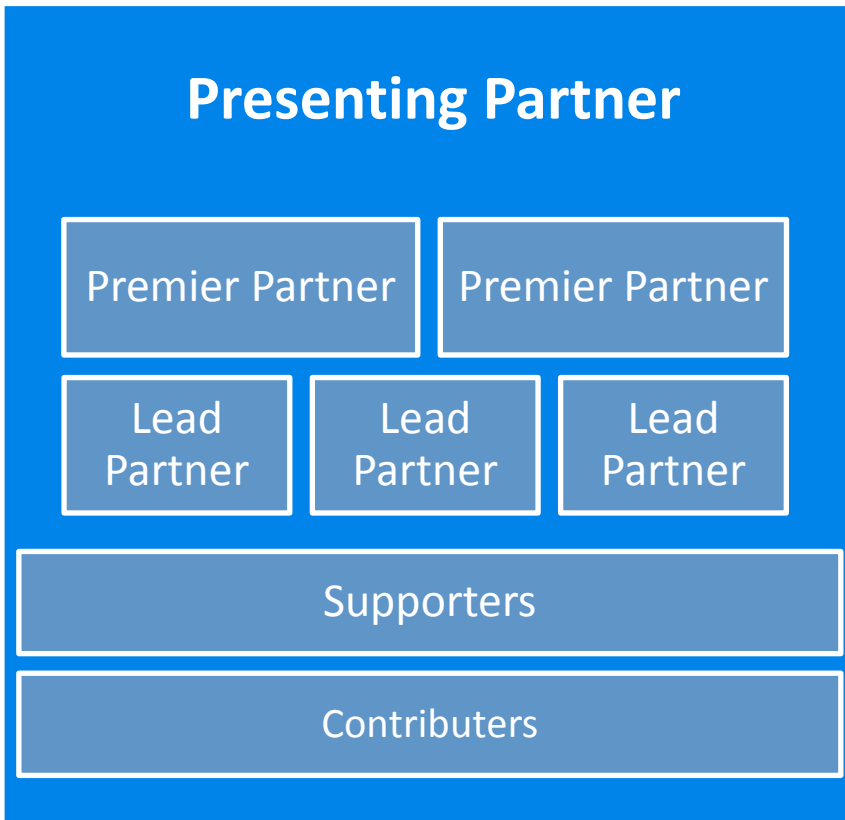 Presenting Partner
Premier Partner
Premier Partner
Lead
Partner
Lead
Partner
Lead
Partner
Supporters
Contributers